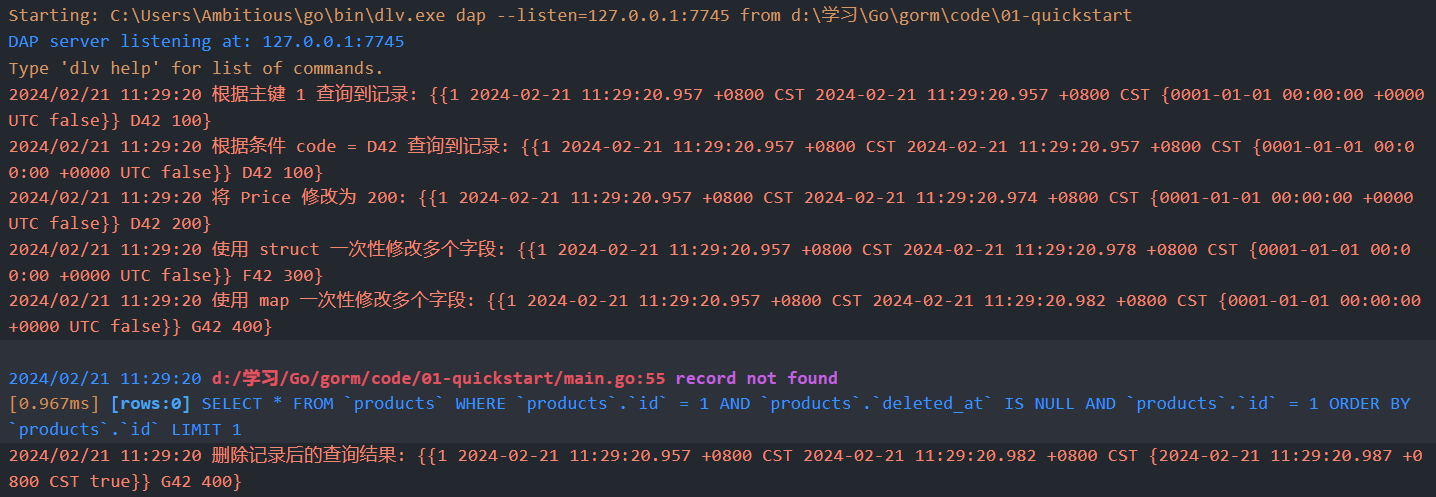 Starting: C:\Users\Ambitious\go\bin\dlv.exe dap --listen=127.0.0.1:7745 from d:\学习\Go\gorm\code\01-quickstart
DAP server listening at: 127.0.0.1:7745
Type 'dlv help' for list of commands.
2024/02/21 11:29:20 根据主键 1 查询到记录: {{1 2024-02-21 11:29:20.957 +0800 CST 2024-02-21 11:29:20.957 +0800 CST {0001-01-01 00:00:00 +0000
UTC false}} D42 100}
2024/02/21 11:29:20 根据条件 code = D42 查询到记录: {{1 2024-02-21 11:29:20.957 +0800 CST 2024-02-21 11:29:20.957 +0800 CST {0001-01-01 00:0
0:00 +0000 UTC false}} D42 100}
2024/02/21 11:29:20 将 Price 修改为 200: {{1 2024-02-21 11:29:20.957 +0800 CST 2024-02-21 11:29:20.974 +0800 CST {0001-01-01 00:00:00 +0000
UTC false}} D42 200}
2024/02/21 11:29:20 使用 struct 一次性修改多个字段: {{1 2024-02-21 11:29:20.957 +0800 CST 2024-02-21 11:29:20.978 +0800 CST {0001-01-01 00:0
0:00 +0000 UTC false}} F42 300}
2024/02/21 11:29:20 使用 map 一次性修改多个字段: {{1 2024-02-21 11:29:20.957 +0800 CST 2024-02-21 11:29:20.982 +0800 CST {0001-01-01 00:00:00
+0000 UTC false}} G42 400}
2024/02/21 11:29:20 d:/学习/Go/gorm/code/01-quickstart/main.go:55 record not found
[0.967ms] [rows:0] SELECT * FROM `products` WHERE `products`.`id` = 1 AND `products`.`deleted_at` IS NULL AND `products`.`id` = 1 ORDER BY
`products`.`id` LIMIT 1
2024/02/21 11:29:20 删除记录后的查询结果: {{1 2024-02-21 11:29:20.957 +0800 CST 2024-02-21 11:29:20.982 +0800 CST {2024-02-21 11:29:20.987 +0
800 CST true}} G42 400}